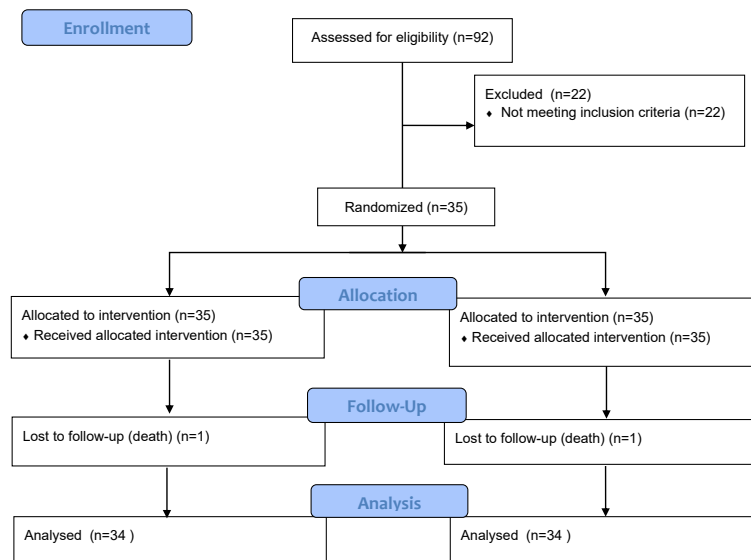 Enrollment
Assessed for eligibility (n=92)
Excluded (n=22)
♦ Not meeting inclusion criteria (n=22)
Randomized (n=35)
Allocation
Allocated to intervention (n=35)
♦ Received allocated intervention (n=35)
Allocated to intervention (n=35)
♦ Received allocated intervention (n=35)
Follow-Up
Lost to follow-up (death) (n=1)
Lost to follow-up (death) (n=1)
Analysis
Analysed (n=34 )
Analysed (n=34 )